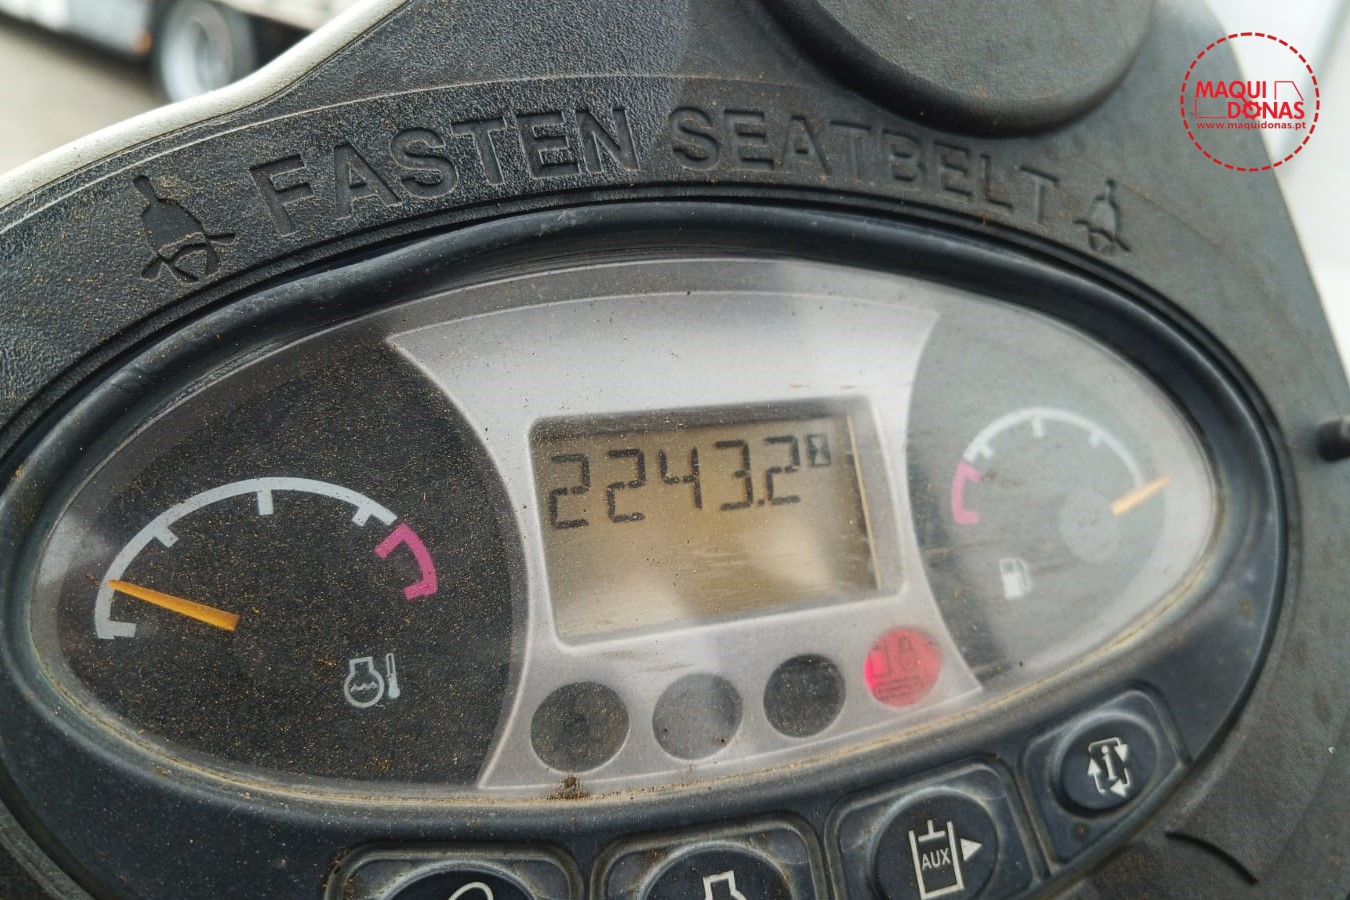 MAQUI
DONAS
www.maquidonas.pt
FASTEN SEATBELT
2243.2
AUX
i